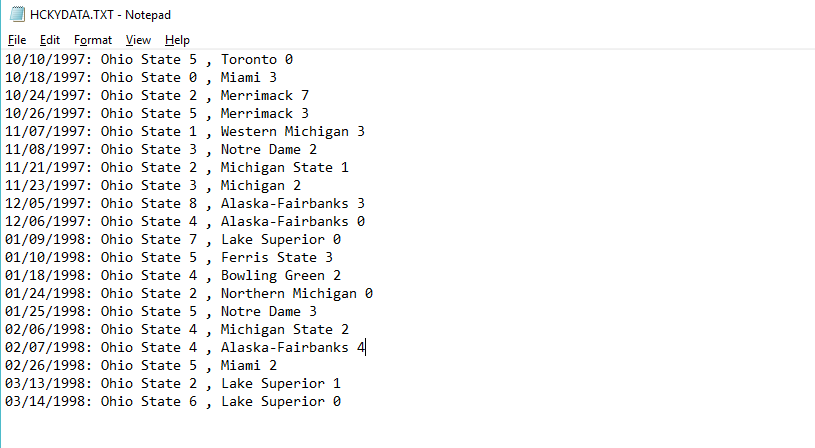 HCKYDATA.TXT - Notepad
File Edit Format View Help
10/10/1997: Ohio State 5 , Toronto 0
10/18/1997: Ohio State 0 , Miami 3
10/24/1997: Ohio State 2 , Merrimack 7
10/26/1997: Ohio State 5 , Merrimack 3
11/07/1997: Ohio State 1 , Western Michigan 3
11/08/1997: Ohio State 3 , Notre Dame 2
11/21/1997: Ohio State 2 , Michigan State 1
11/23/1997: Ohio State 3 , Michigan 2
12/05/1997: Ohio State 8 , Alaska-Fairbanks 3
12/06/1997: Ohio State 4 , Alaska-Fairbanks 0
01/09/1998: Ohio State 7 , Lake Superior 0
01/10/1998: Ohio State 5 , Ferris State 3
01/18/1998: Ohio State 4 , Bowling Green 2
01/24/1998: Ohio State 2 , Northern Michigan 0
01/25/1998: Ohio State 5 , Notre Dame 3
02/06/1998: Ohio State 4 , Michigan State 2
02/07/1998: Ohio State 4 , Alaska-Fairbanks 4
02/26/1998: Ohio State 5 , Miami 2
03/13/1998: Ohio State 2 , Lake Superior 1
03/14/1998: Ohio State 6 , Lake Superior 0